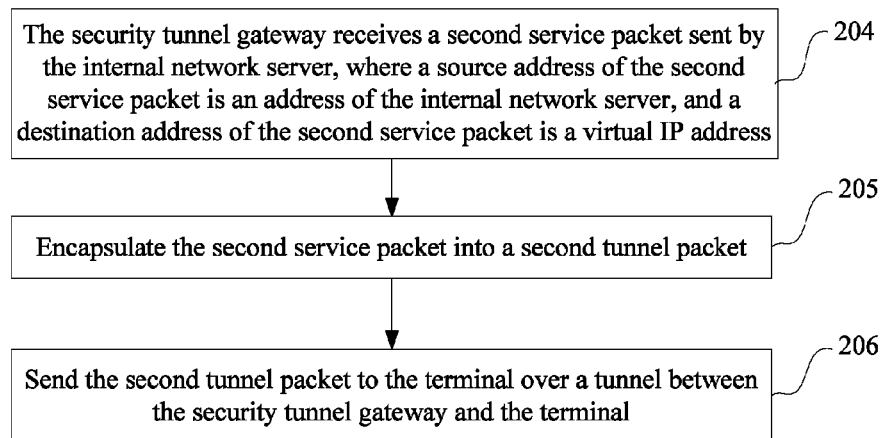 The security tunnel gateway receives a second service packet sent by
the internal network server, where a source address of the second
service packet is an address of the internal network server, and a
destination address of the second service packet is a virtual IP address
204
Encapsulate the second service packet into a second tunnel packet
205
Send the second tunnel packet to the terminal over a tunnel between
the security tunnel gateway and the terminal
206